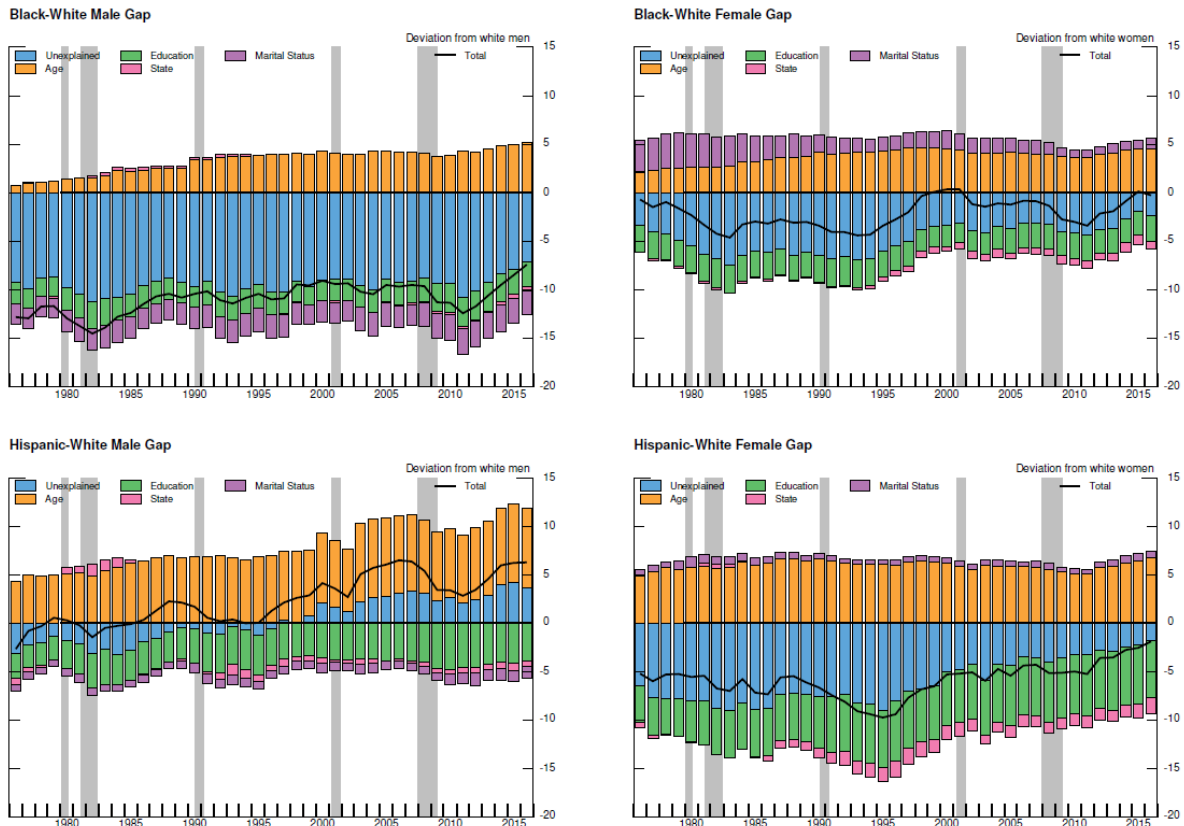 Black-White Male Gap
Deviation from white men
Unexplained Education Marital Status Total
Age State
15
10
5
0
-5
-10
-15
-20
1980 1985 1990 1995 2000 2005 2010 2015
Black-White Female Gap
Deviation from white women
Unexplained Education Marital Status Total
Age State
15
10
5
0
-5
-10
-15
-20
1980 1985 1990 1995 2000 2005 2010 2015
Hispanic-White Male Gap
Deviation from white men
Unexplained Education Marital Status Total
Age State
15
10
5
0
-5
-10
-15
-20
1980 1985 1990 1995 2000 2005 2010 2015
Hispanic-White Female Gap
Deviation from white women
Unexplained Education Marital Status Total
Age State
15
10
5
0
-5
-10
-15
-20
1980 1985 1990 1995 2000 2005 2010 2015